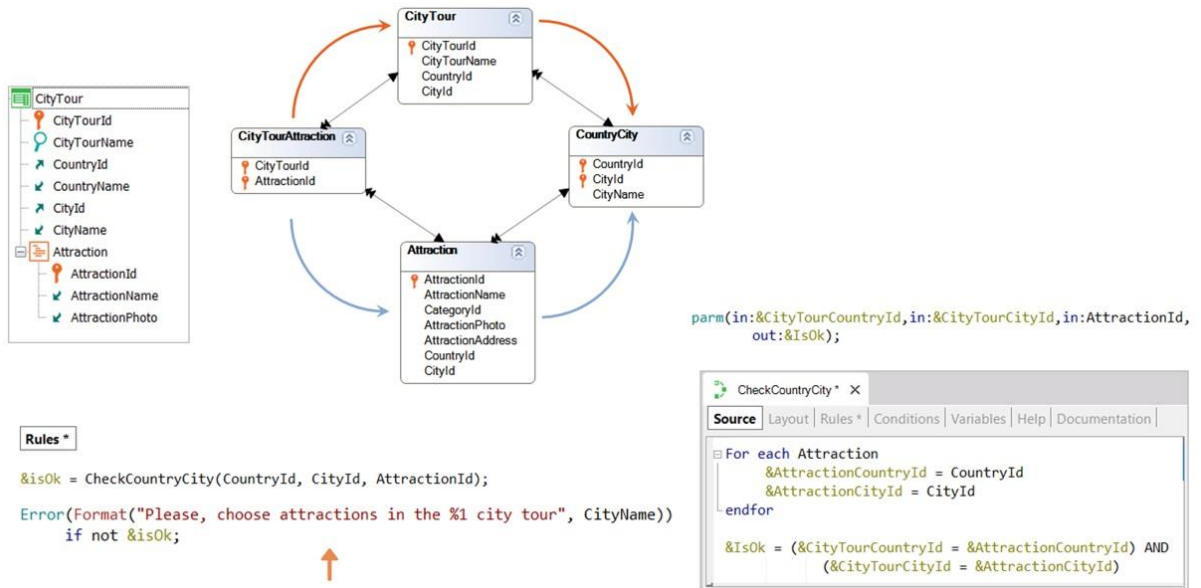 CityTour
CityTourId
CityTourName
CountryId
CountryName
CityId
CityName
Attraction
AttractionId
AttractionName
AttractionPhoto
CityTour
CityTourId
CityTourName
CountryId
CityId
CityTourAttraction
CityTourId
AttractionId
CountryCity
CountryId
CityId
CityName
Attraction
AttractionId
AttractionName
CategoryId
AttractionPhoto
AttractionAddress
CountryId
CityId
parm(in:&CityTourCountryId,in:&CityTourCityId,in:AttractionId,
out:&IsOk);
CheckCountryCity * X
Source Layout Rules * Conditions Variables Help Documentation
For each Attraction
&AttractionCountryId = CountryId
&AttractionCityId = CityId
endfor
&IsOk = (&CityTourCountryId = &AttractionCountryId) AND
(&CityTourCityId = &AttractionCityId)
Rules *
&isOk = CheckCountryCity(CountryId, CityId, AttractionId);
Error(Format("Please, choose attractions in the %1 city tour", CityName))
if not &isOk;